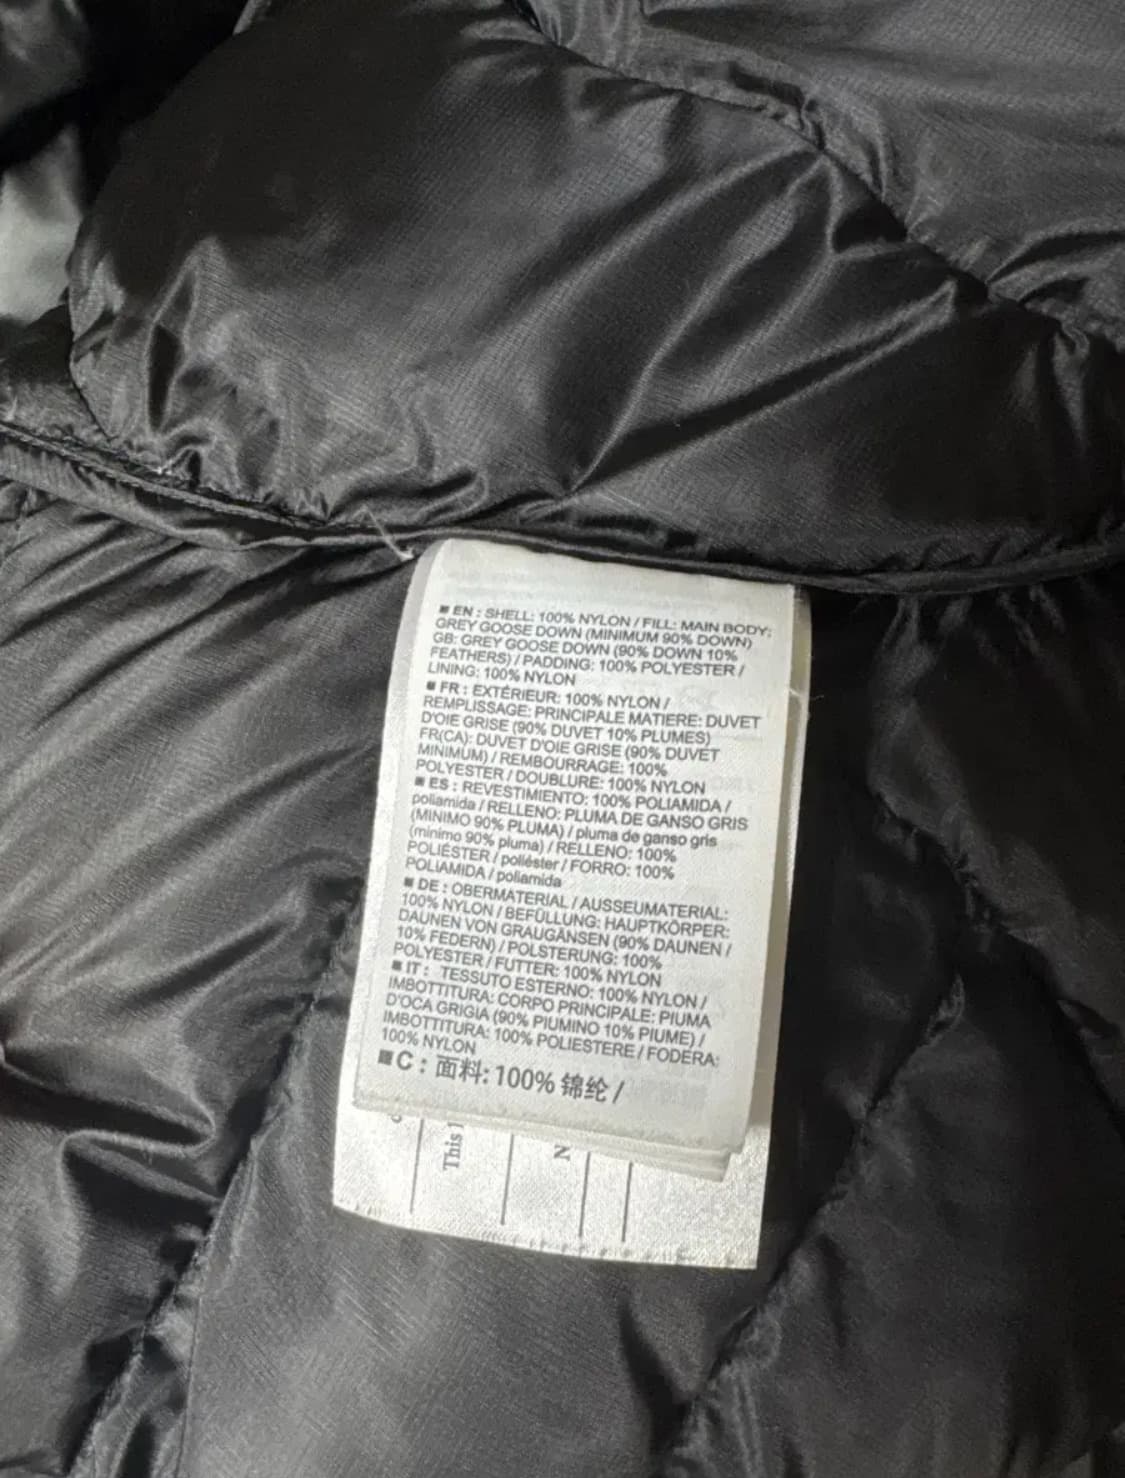 ■ EN : SHELL: 100% NYLON / FILL: MAIN BODY:
GREY GOOSE DOWN (MINIMUM 90% DOWN)
GB: GREY GOOSE DOWN (90% DOWN 10%
FEATHERS) / PADDING: 100% POLYESTER /
LINING: 100% NYLON
■ FR : EXTÉRIEUR: 100% NYLON /
REMPLISSAGE: PRINCIPALE MATIERE: DUVET
D'OIE GRISE (90% DUVET 10% PLUMES)
FR(CA): DUVET D'OIE GRISE (90% DUVET
MINIMUM) / REMBOURRAGE: 100%
POLYESTER / DOUBLURE: 100% NYLON
■ ES : REVESTIMIENTO: 100% POLIAMIDA /
poliamida / RELLENO: PLUMA DE GANSO GRIS
(MINIMO 90% PLUMA) / pluma de ganso gris
(mínimo 90% pluma) / RELLENO: 100%
POLIÉSTER / poliéster / FORRO: 100%
POLIAMIDA / poliamida
■ DE : OBERMATERIAL / AUSSEUMATERIAL:
100% NYLON / BEFÜLLUNG: HAUPTKÖRPER:
DAUNEN VON GRAUGÄNSEN (90% DAUNEN /
10% FEDERN) / POLSTERUNG: 100%
POLYESTER / FUTTER: 100% NYLON
■ IT : TESSUTO ESTERNO: 100% NYLON /
IMBOTTITURA: CORPO PRINCIPALE: PIUMA
D'OCA GRIGIA (90% PIUMINO 10% PIUME) /
IMBOTTITURA: 100% POLIESTERE / FODERA:
100% NYLON
■ C : 面料: 100% 锦纶 /
This
N